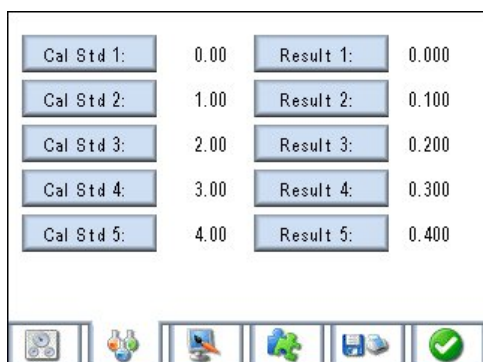 Cal Std 1: 0.00 Result 1: 0.000
Cal Std 2: 1.00 Result 2: 0.100
Cal Std 3: 2.00 Result 3: 0.200
Cal Std 4: 3.00 Result 4: 0.300
Cal Std 5: 4.00 Result 5: 0.400